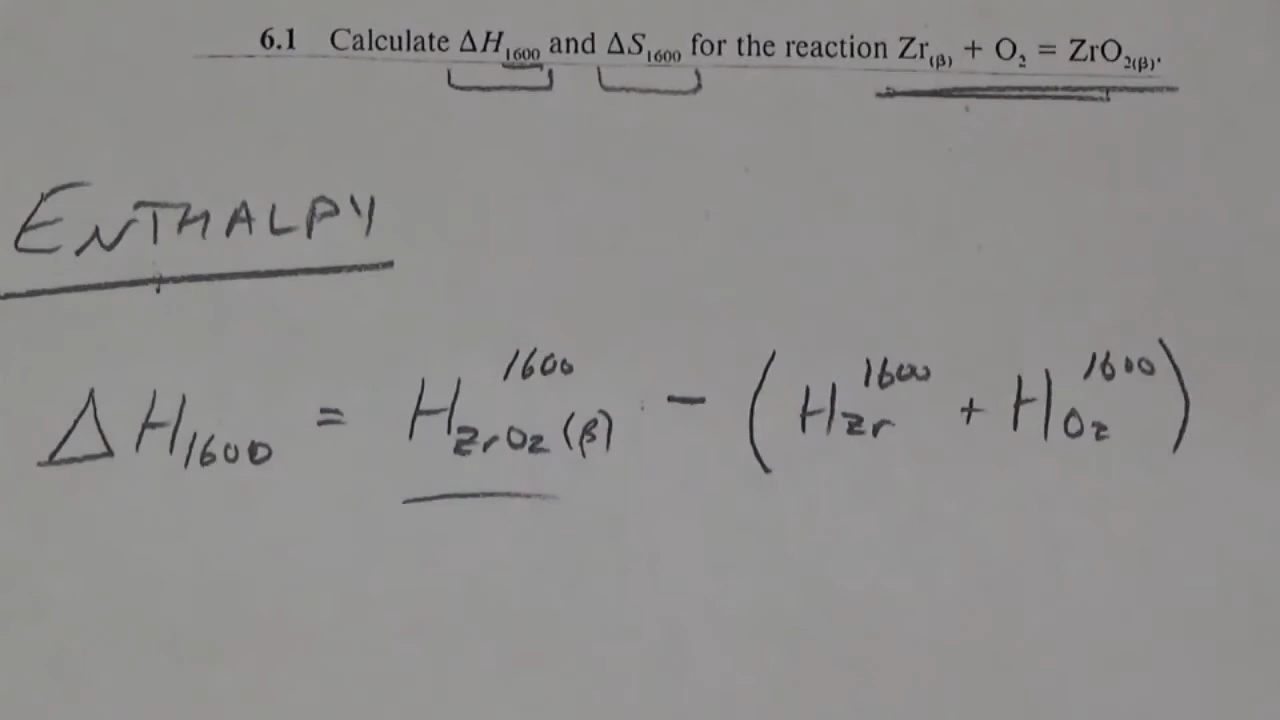 6.1 Calculate ΔH₁₆₀₀ and ΔS₁₆₀₀ for the reaction Zr₍β₎ + O₂ = ZrO₂₍β₎.
ENTHALPY
ΔH₁₆₀₀ = H¹⁶⁰⁰ZrO₂(β) - (H¹⁶⁰⁰Zr + H¹⁶⁰⁰O₂)